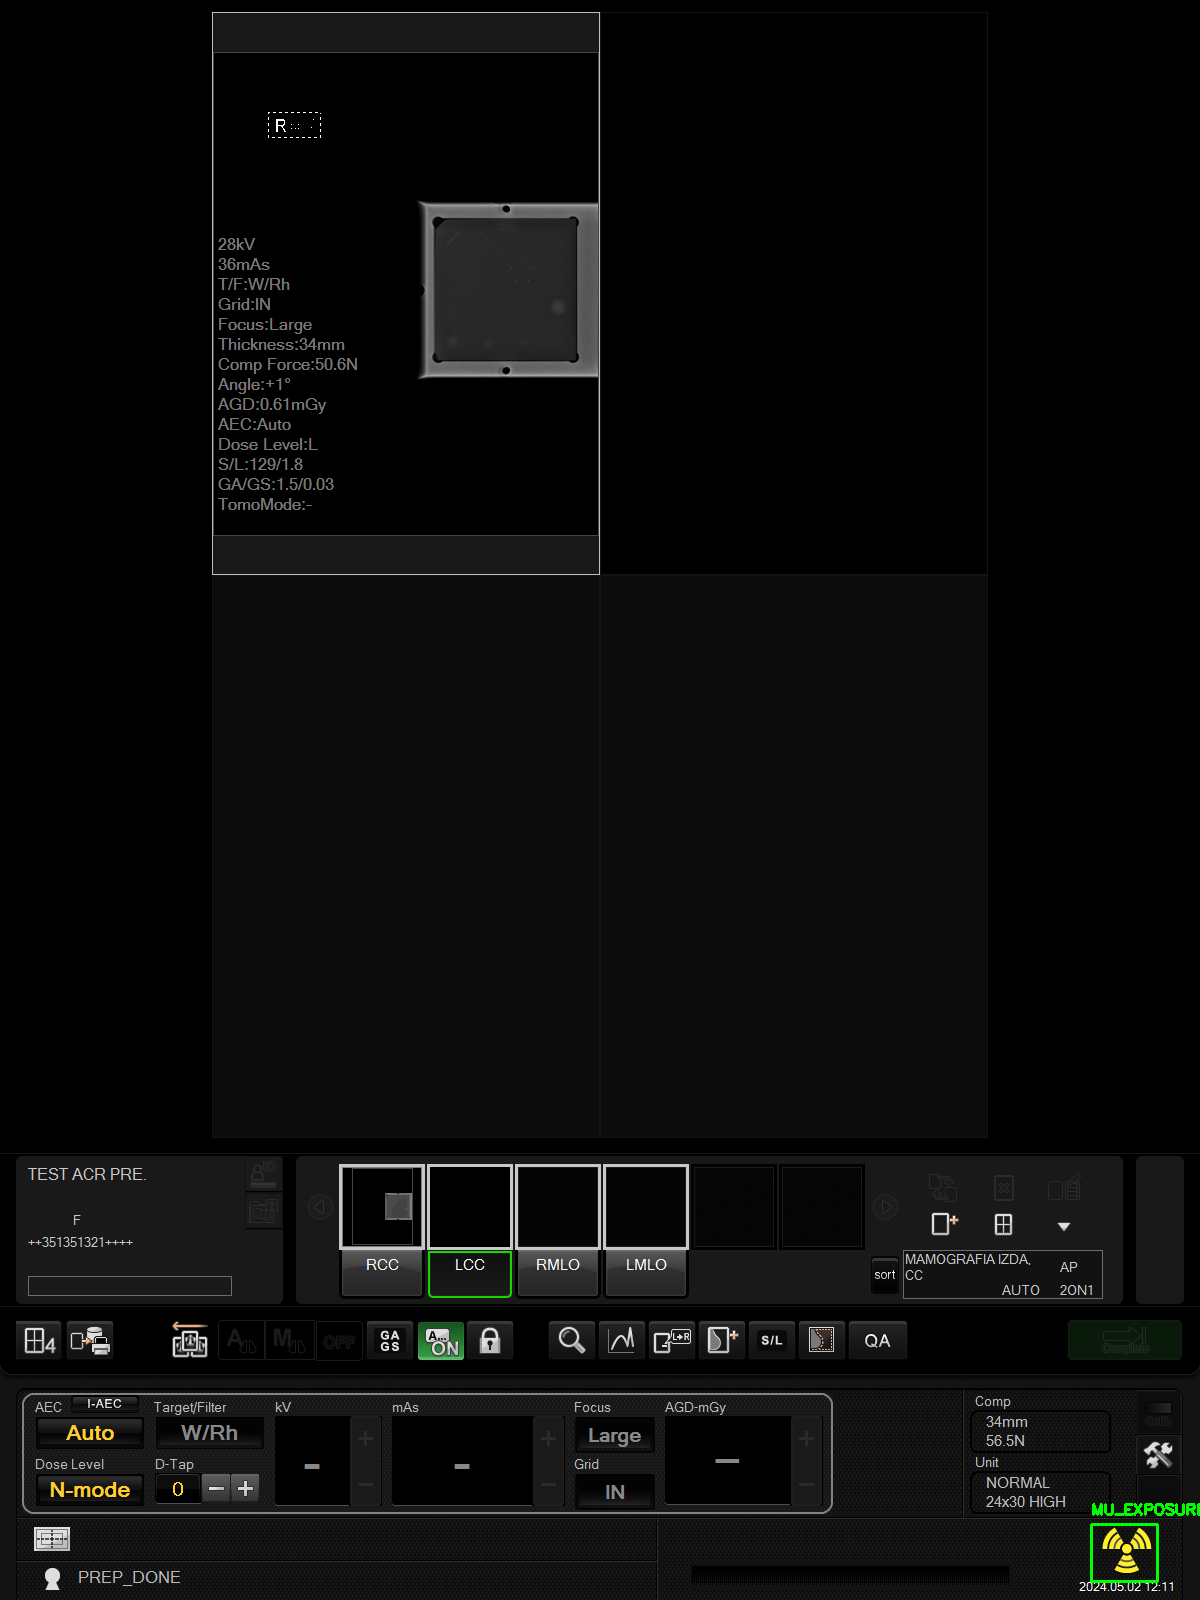 R
28kV
36mAs
T/F:W/Rh
Grid:IN
Focus:Large
Thickness:34mm
Comp Force:50.6N
Angle:+1°
AGD:0.61mGy
AEC:Auto
Dose Level:L
S/L:129/1.8
GA/GS:1.5/0.03
TomoMode:-
TEST ACR PRE.
F
++351351321++++
RCC
LCC
RMLO
LMLO
sort
MAMOGRAFIA IZDA,
CC
AP
AUTO
2ON1
4
A
M
OFF
GA
GS
A...
ON
L→R
S/L
QA
Complete
AEC
I-AEC
Auto
Dose Level
N-mode
Target/Filter
W/Rh
D-Tap
0
kV
–
mAs
–
Focus
Large
Grid
IN
AGD-mGy
—
Comp
34mm
56.5N
Unit
NORMAL
24x30 HIGH
MU_EXPOSURE
PREP_DONE
2024.05.02 12:11